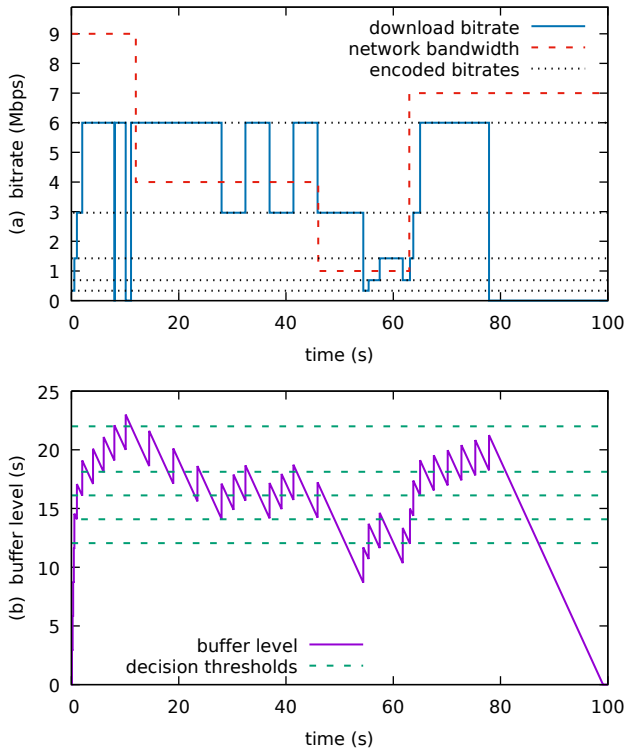 download bitrate
network bandwidth
encoded bitrates
(a) bitrate (Mbps)
9
8
7
6
5
4
3
2
1
0
0 20 40 60 80 100
time (s)
(b) buffer level (s)
25
20
15
10
5
0
buffer level
decision thresholds
0 20 40 60 80 100
time (s)